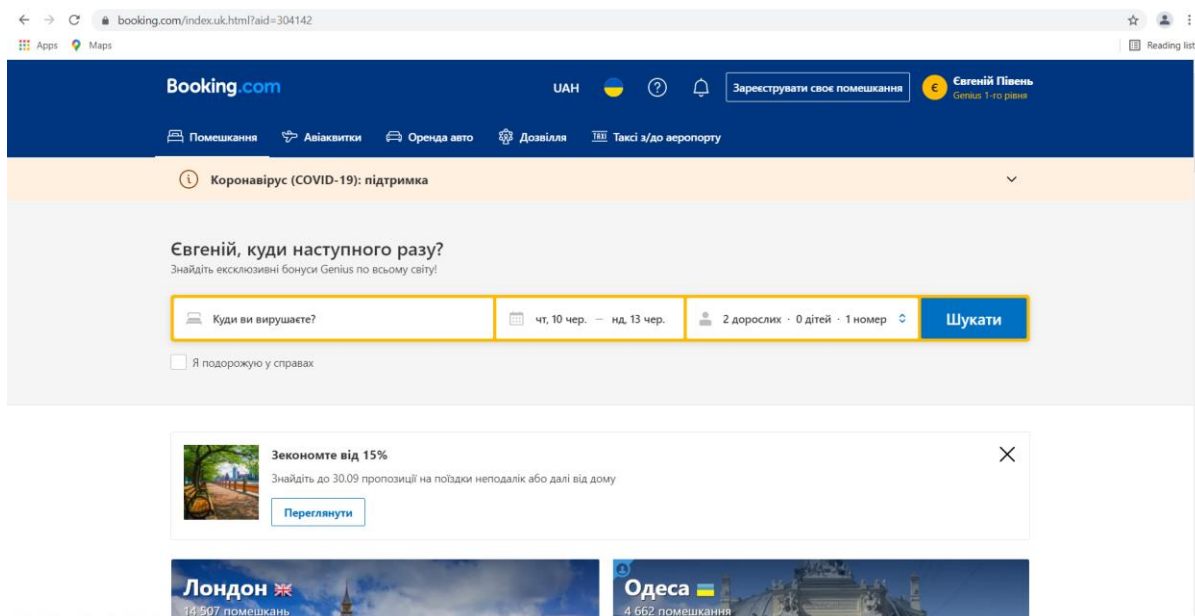 booking.com/index.uk.html?aid=304142
Apps Maps Reading list
Booking.com UAH Зареєструвати своє помешкання Є Євгеній Півень
Genius 1-го рівня
Помешкання Авіаквитки Оренда авто Дозвілля TAXI Таксі з/до аеропорту
Коронавірус (COVID-19): підтримка
Євгеній, куди наступного разу?
Знайдіть ексклюзивні бонуси Genius по всьому світу!
Куди ви вирушаєте? чт, 10 чер. — нд, 13 чер. 2 дорослих · 0 дітей · 1 номер Шукати
Я подорожую у справах
Зекономте від 15%
Знайдіть до 30.09 пропозиції на поїздки неподалік або далі від дому
Переглянути
Лондон Одеса
14 507 помешкань 4 662 помешкання